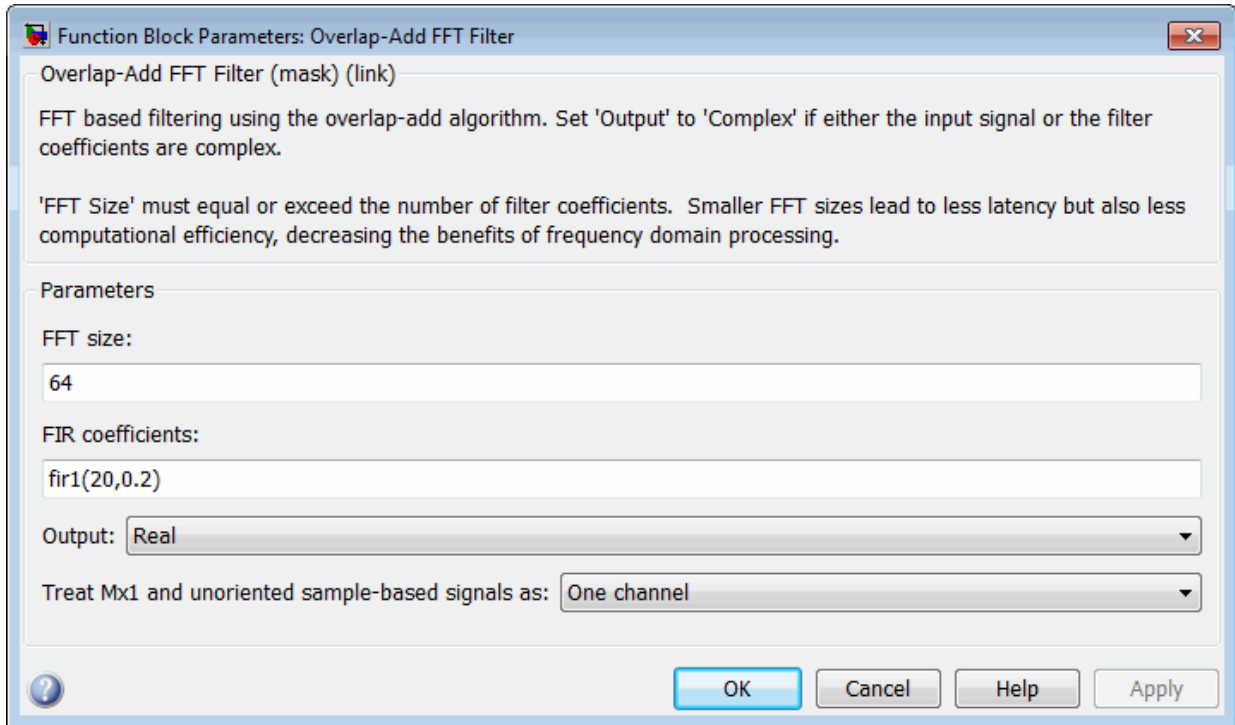 Function Block Parameters: Overlap-Add FFT Filter
Overlap-Add FFT Filter (mask) (link)
FFT based filtering using the overlap-add algorithm. Set 'Output' to 'Complex' if either the input signal or the filter
coefficients are complex.
'FFT Size' must equal or exceed the number of filter coefficients.  Smaller FFT sizes lead to less latency but also less
computational efficiency, decreasing the benefits of frequency domain processing.
Parameters
FFT size:
64
FIR coefficients:
fir1(20,0.2)
Output: Real
Treat Mx1 and unoriented sample-based signals as: One channel
? OK Cancel Help Apply